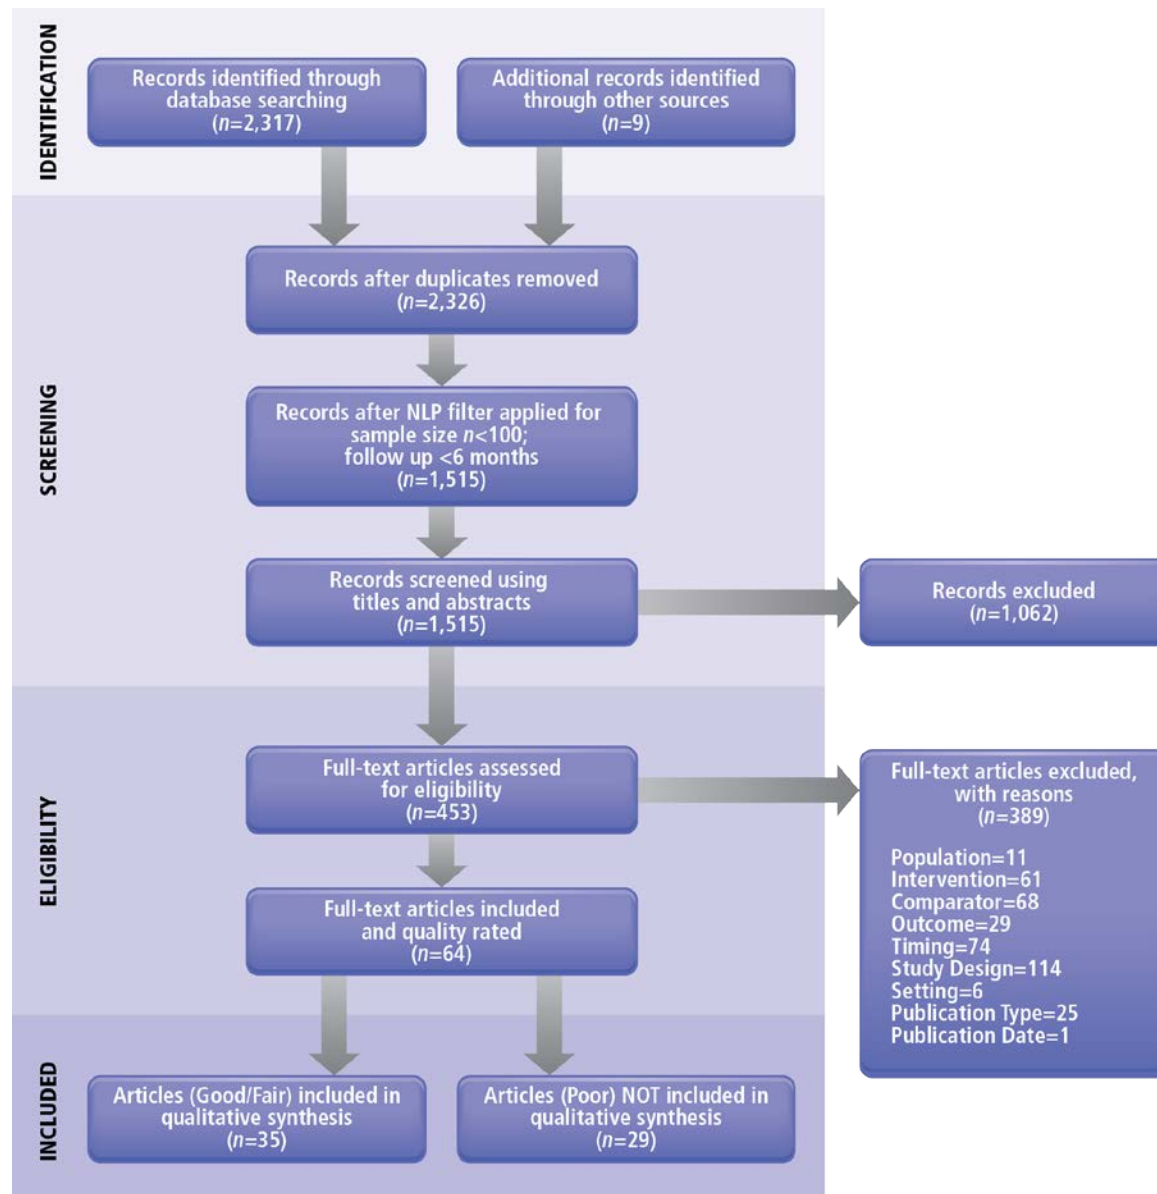 IDENTIFICATION
Records identified through
database searching
(n=2,317)
Additional records identified
through other sources
(n=9)
SCREENING
Records after duplicates removed
(n=2,326)
Records after NLP filter applied for
sample size n<100;
follow up <6 months
(n=1,515)
Records screened using
titles and abstracts
(n=1,515)
Records excluded
(n=1,062)
ELIGIBILITY
Full-text articles assessed
for eligibility
(n=453)
Full-text articles excluded,
with reasons
(n=389)
Population=11
Intervention=61
Comparator=68
Outcome=29
Timing=74
Study Design=114
Setting=6
Publication Type=25
Publication Date=1
Full-text articles included
and quality rated
(n=64)
INCLUDED
Articles (Good/Fair) included in
qualitative synthesis
(n=35)
Articles (Poor) NOT included in
qualitative synthesis
(n=29)